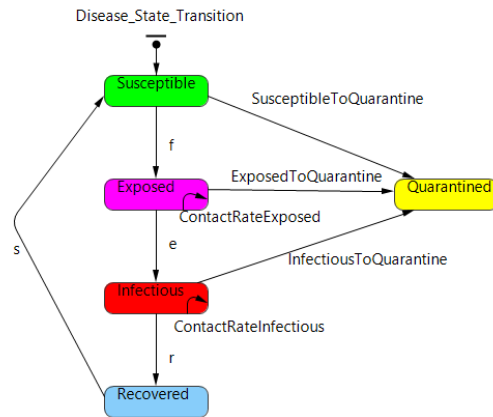 Disease_State_Transition
Susceptible
SusceptibleToQuarantine
f
Exposed
ExposedToQuarantine
Quarantined
ContactRateExposed
s
e
InfectiousToQuarantine
Infectious
ContactRateInfectious
r
Recovered